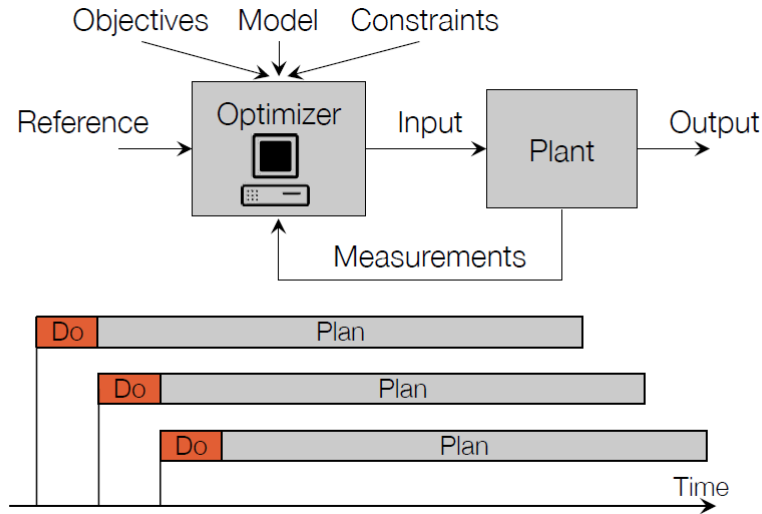 Objectives Model Constraints
Reference Optimizer Input Plant Output
Measurements
Do Plan
Do Plan
Do Plan
Time